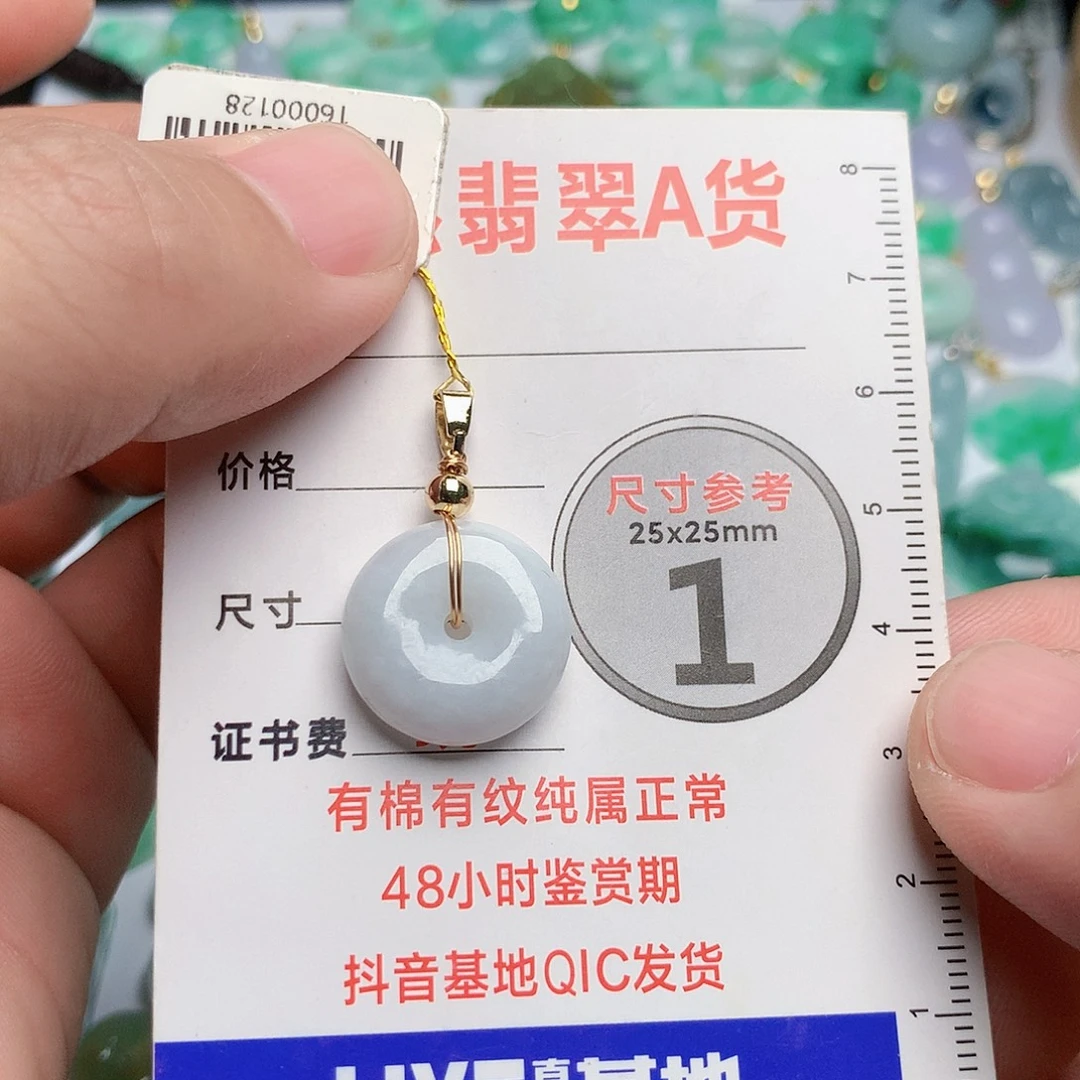 16000128
翡翠A货
价格
尺寸参考
25x25mm
1
尺寸
证书费
有棉有纹纯属正常
48小时鉴赏期
抖音基地QIC发货
基地
8
7
6
5
4
3
2
1